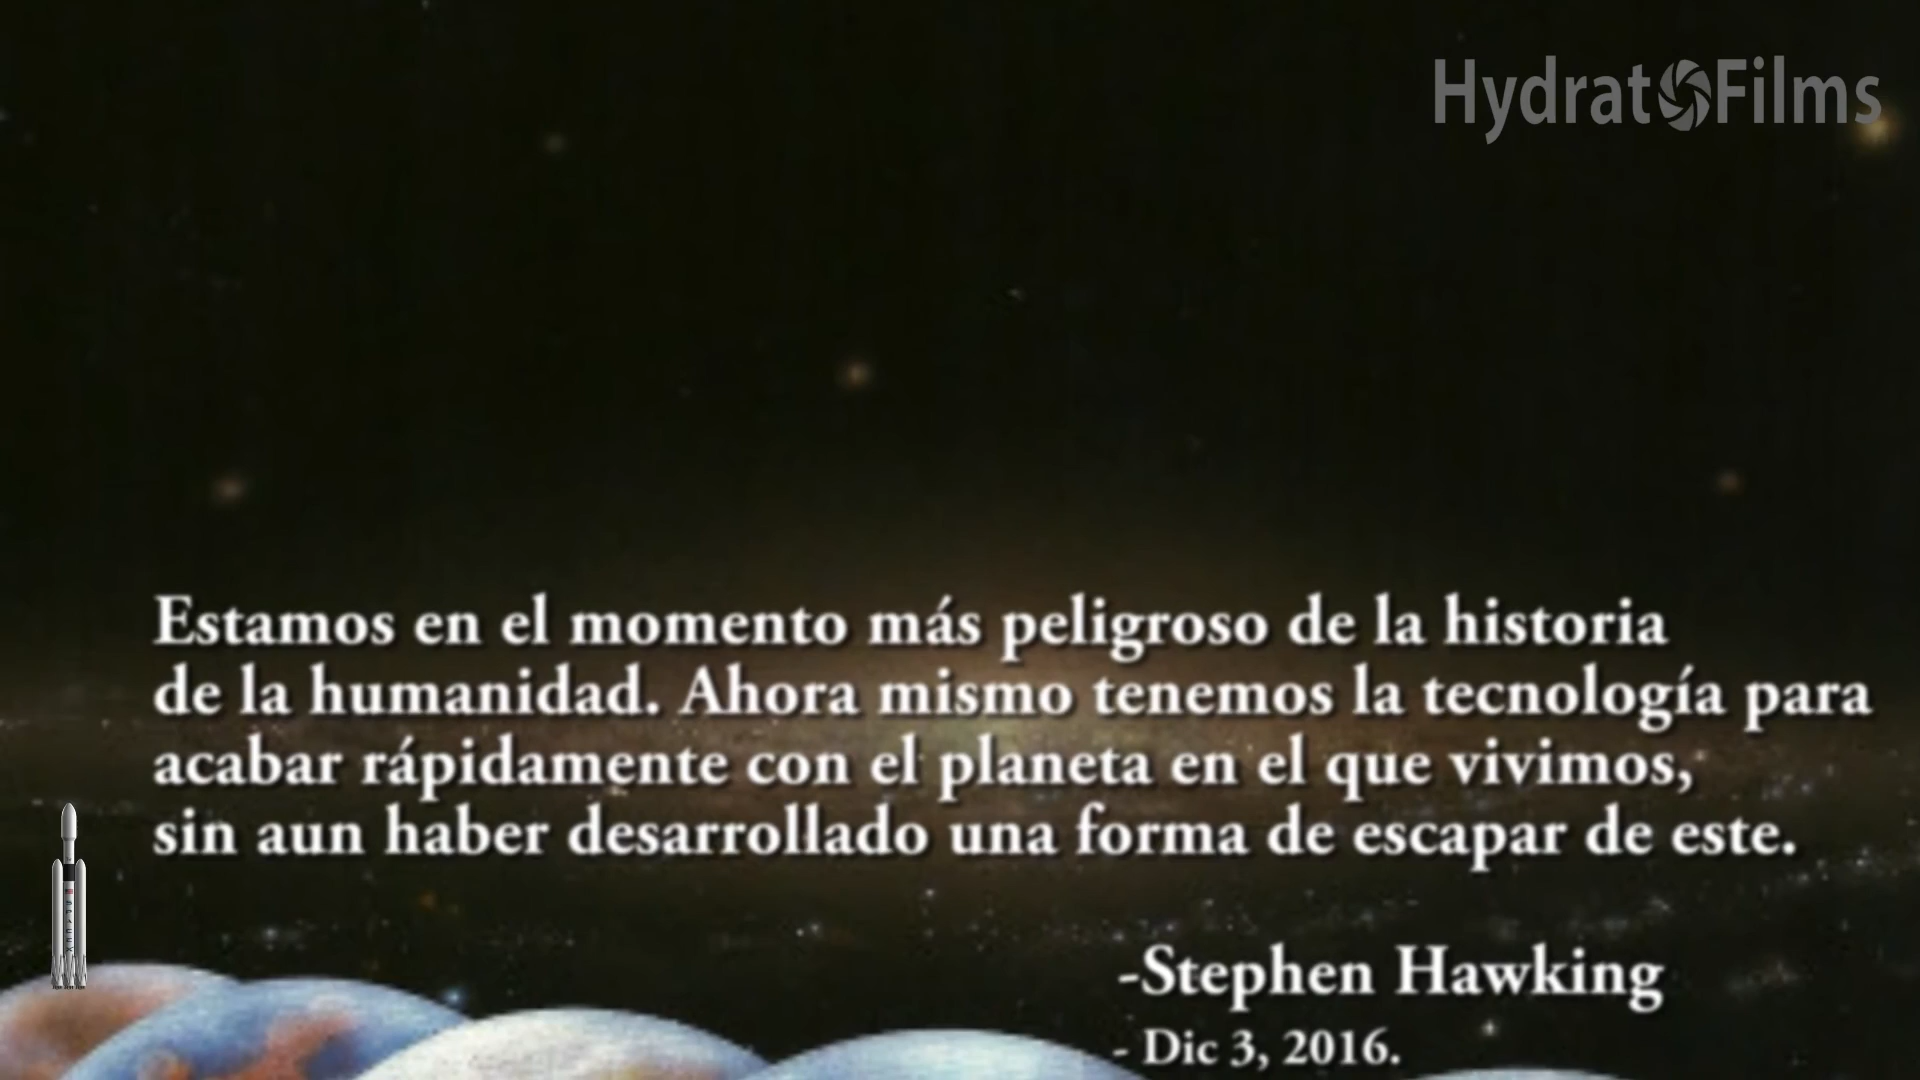 HydratoFilms
Estamos en el momento más peligroso de la historia
de la humanidad. Ahora mismo tenemos la tecnología para
acabar rápidamente con el planeta en el que vivimos,
sin aun haber desarrollado una forma de escapar de este.
-Stephen Hawking
- Dic 3, 2016.